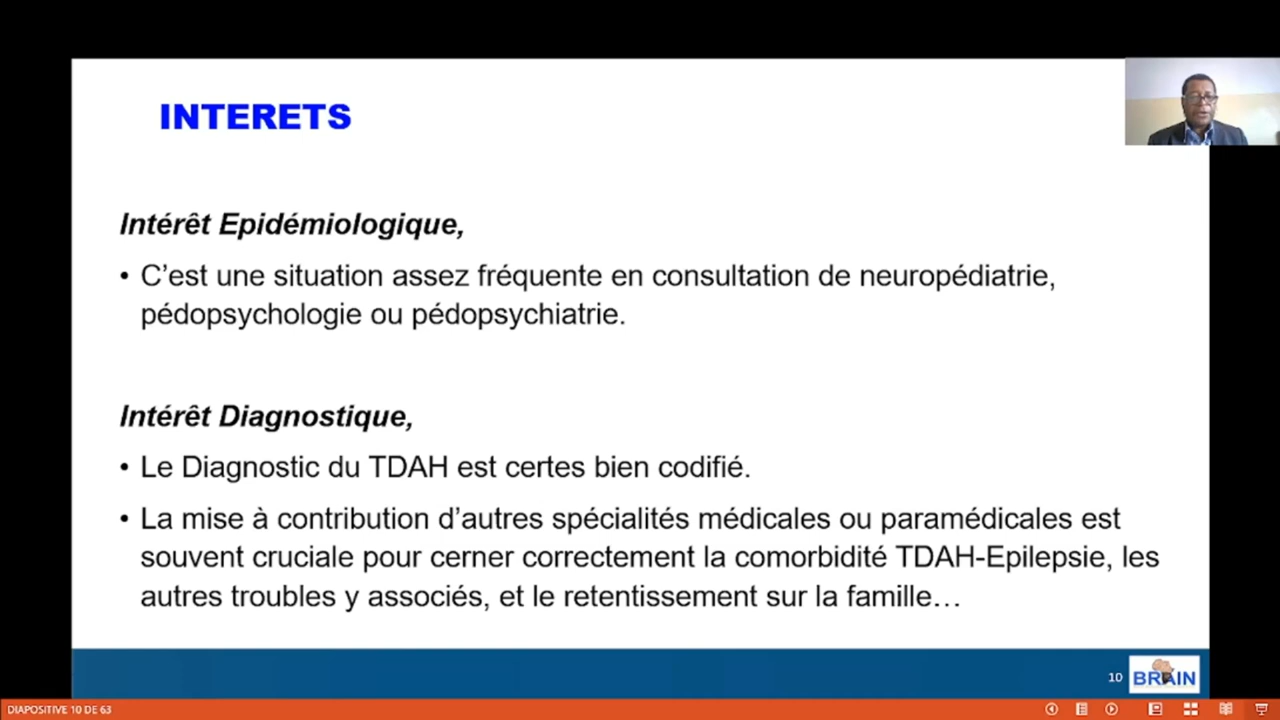 INTERETS
Intérêt Epidémiologique,
• C’est une situation assez fréquente en consultation de neuropédiatrie,
pédopsychologie ou pédopsychiatrie.
Intérêt Diagnostique,
• Le Diagnostic du TDAH est certes bien codifié.
• La mise à contribution d’autres spécialités médicales ou paramédicales est
souvent cruciale pour cerner correctement la comorbidité TDAH-Epilepsie, les
autres troubles y associés, et le retentissement sur la famille…
10
BRAIN
DIAPOSITIVE 10 DE 63